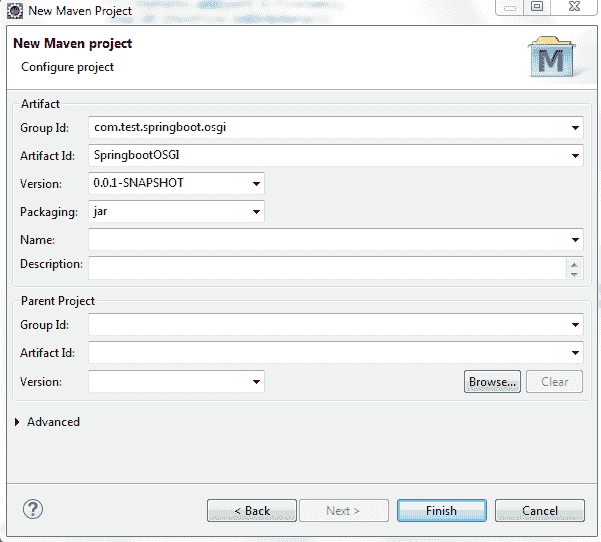 New Maven Project
New Maven project
Configure project
M
Artifact
Group Id: com.test.springboot.osgi
Artifact Id: SpringbootOSGI
Version: 0.0.1-SNAPSHOT
Packaging: jar
Name:
Description:
Parent Project
Group Id:
Artifact Id:
Version: Browse... Clear
Advanced
? < Back Next > Finish Cancel